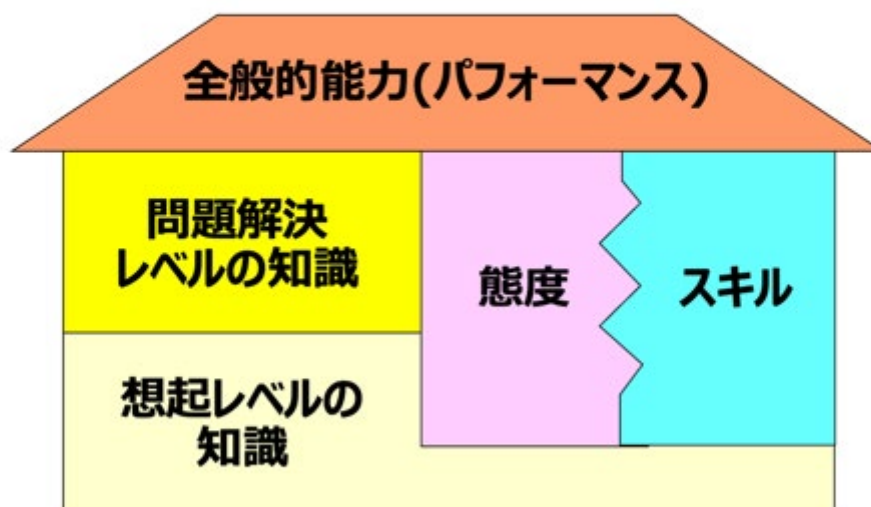 全般的能力(パフォーマンス)
問題解決
レベルの知識
態度
スキル
想起レベルの
知識